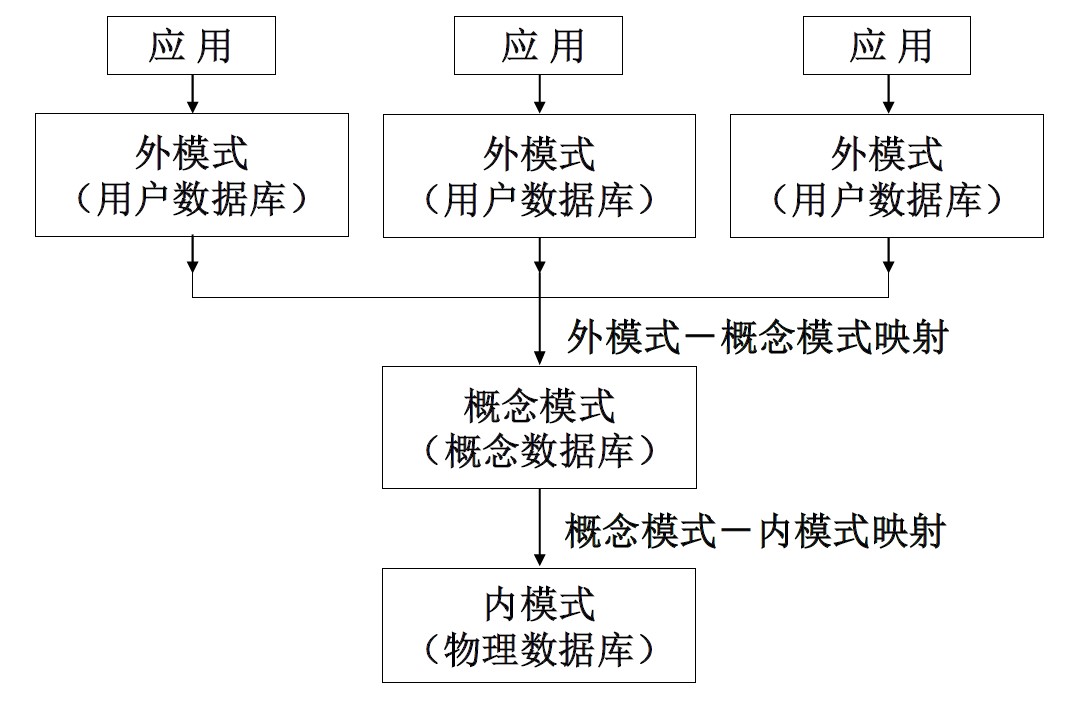 应 用
应 用
应 用
外模式
（用户数据库）
外模式
（用户数据库）
外模式
（用户数据库）
外模式－概念模式映射
概念模式
（概念数据库）
概念模式－内模式映射
内模式
（物理数据库）